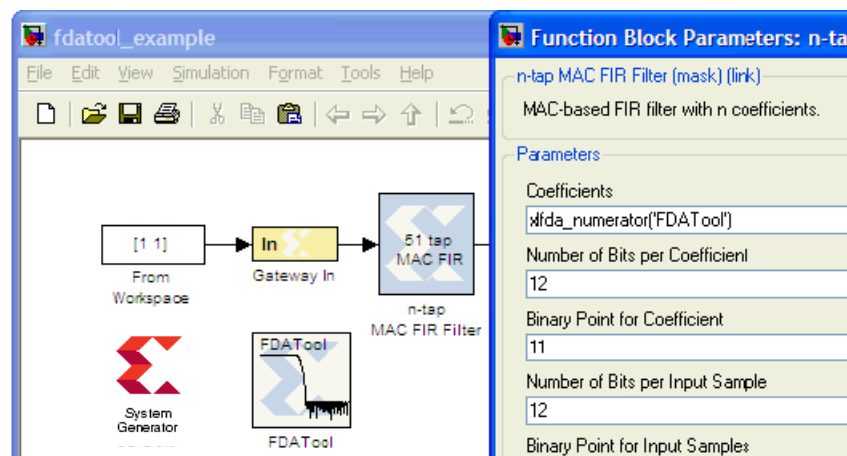 fdatool_example
File Edit View Simulation Format Tools Help
[1 1]
From
Workspace
In
Gateway In
51 tap
MAC FIR
n-tap
MAC FIR Filter
System
Generator
FDATool
FDATool
Function Block Parameters: n-ta
n-tap MAC FIR Filter (mask) (link)
MAC-based FIR filter with n coefficients.
Parameters
Coefficients
xlfda_numerator('FDATool')
Number of Bits per Coefficient
12
Binary Point for Coefficient
11
Number of Bits per Input Sample
12
Binary Point for Input Samples